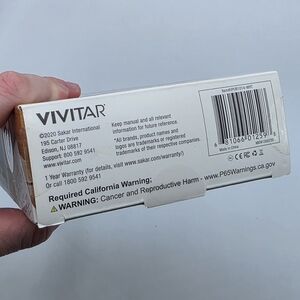 VIVITAR®
©2020 Sakar International
195 Carter Drive
Edison, NJ 08817
Support: 800 592 9541
www.vivitar.com
Keep manual and all relevant
information for future reference.
*All brands, product names and
logos are trademarks or registered
trademarks of their respective
companies.
1 Year Warranty (for details: www.sakar.com/warranty/)
Or call 1800 592 9541
Made in China
Required California Warning:
⚠WARNING: Cancer and Reproductive Harm - www.P65Warnings.ca.gov